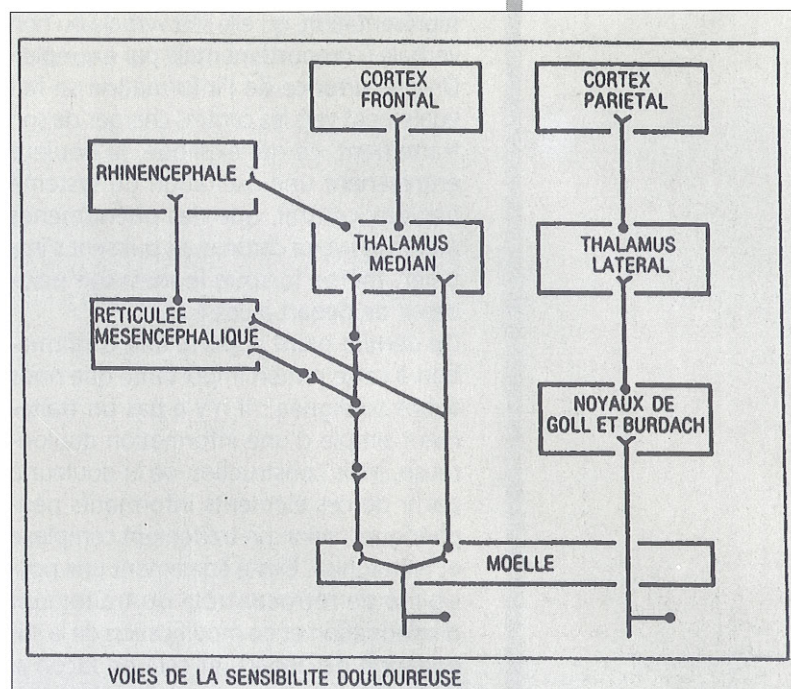 CORTEX
FRONTAL
CORTEX
PARIETAL
RHINENCEPHALE
THALAMUS
MEDIAN
THALAMUS
LATERAL
RETICULEE
MESENCEPHALIQUE
NOYAUX DE
GOLL ET BURDACH
MOELLE
VOIES DE LA SENSIBILITE DOULOUREUSE